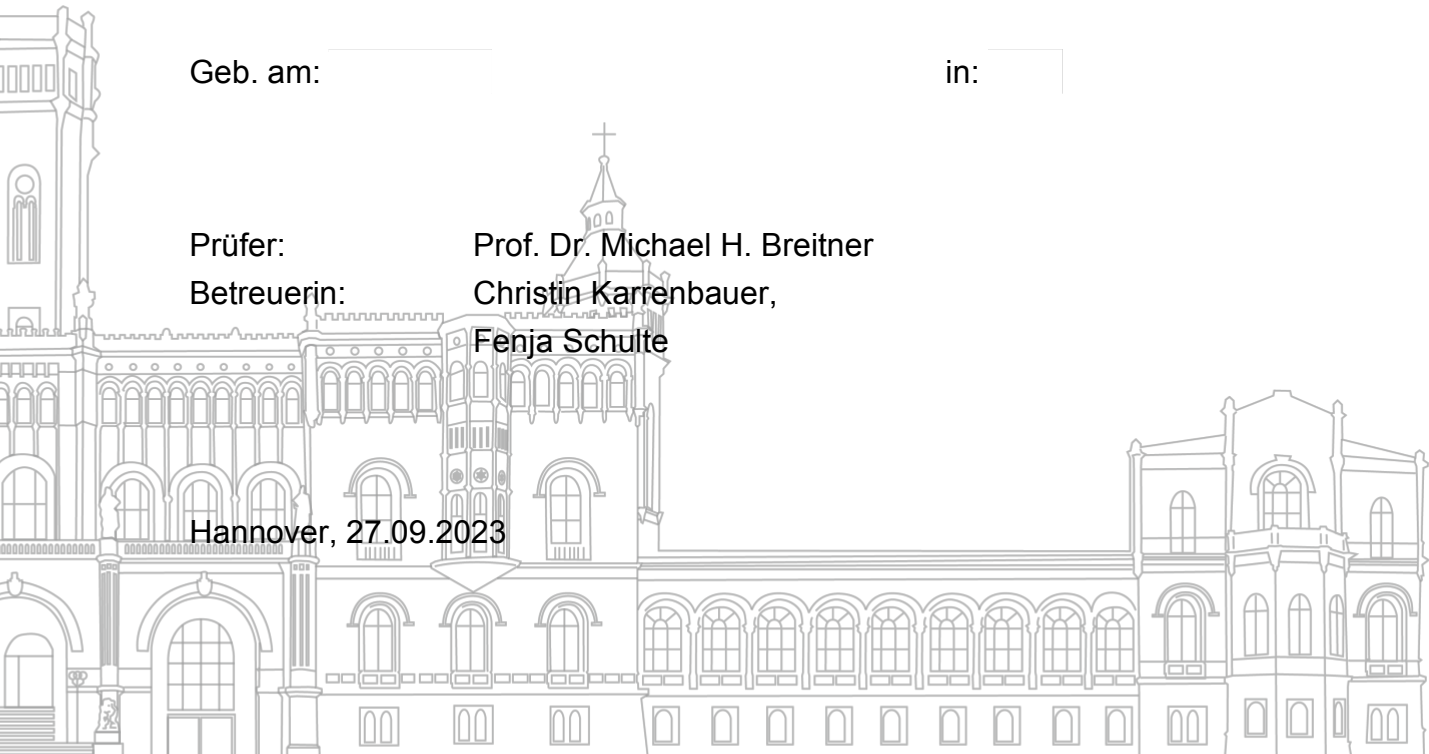 Geb. am: in:
Prüfer: Prof. Dr. Michael H. Breitner
Betreuerin: Christin Karrenbauer,
Fenja Schulte
Hannover, 27.09.2023